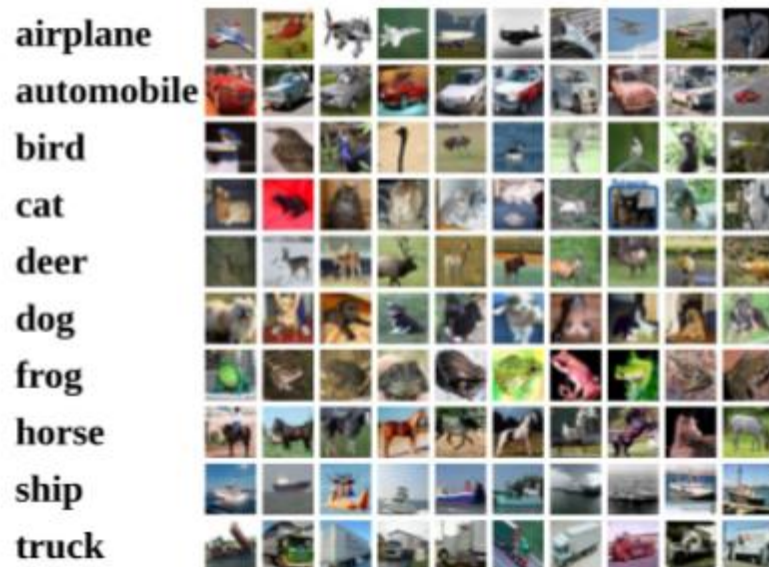 airplane
automobile
bird
cat
deer
dog
frog
horse
ship
truck